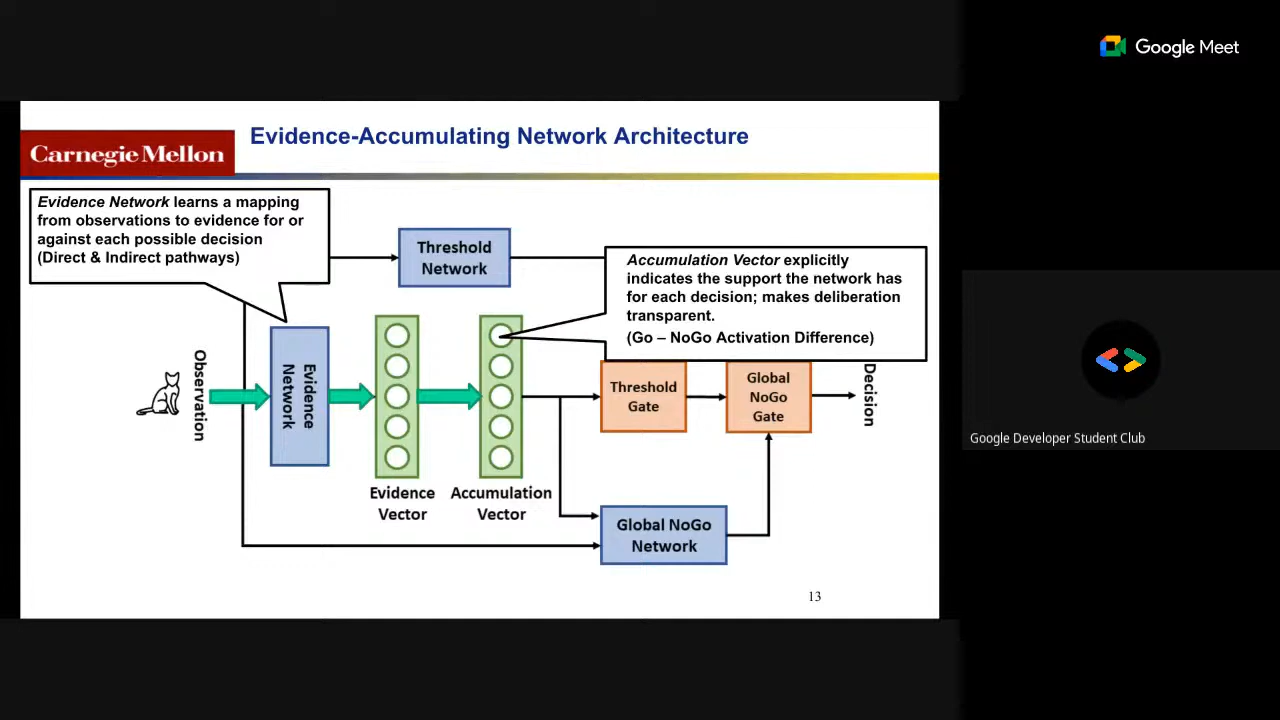 Google Meet
Evidence-Accumulating Network Architecture
Carnegie Mellon
Evidence Network learns a mapping
from observations to evidence for or
against each possible decision
(Direct & Indirect pathways)
Threshold
Network
Accumulation Vector explicitly
indicates the support the network has
for each decision; makes deliberation
transparent.
(Go – NoGo Activation Difference)
Observation
Evidence
Network
Threshold
Gate
Global
NoGo
Gate
Decision
Evidence
Vector
Accumulation
Vector
Global NoGo
Network
13
Google Developer Student Club